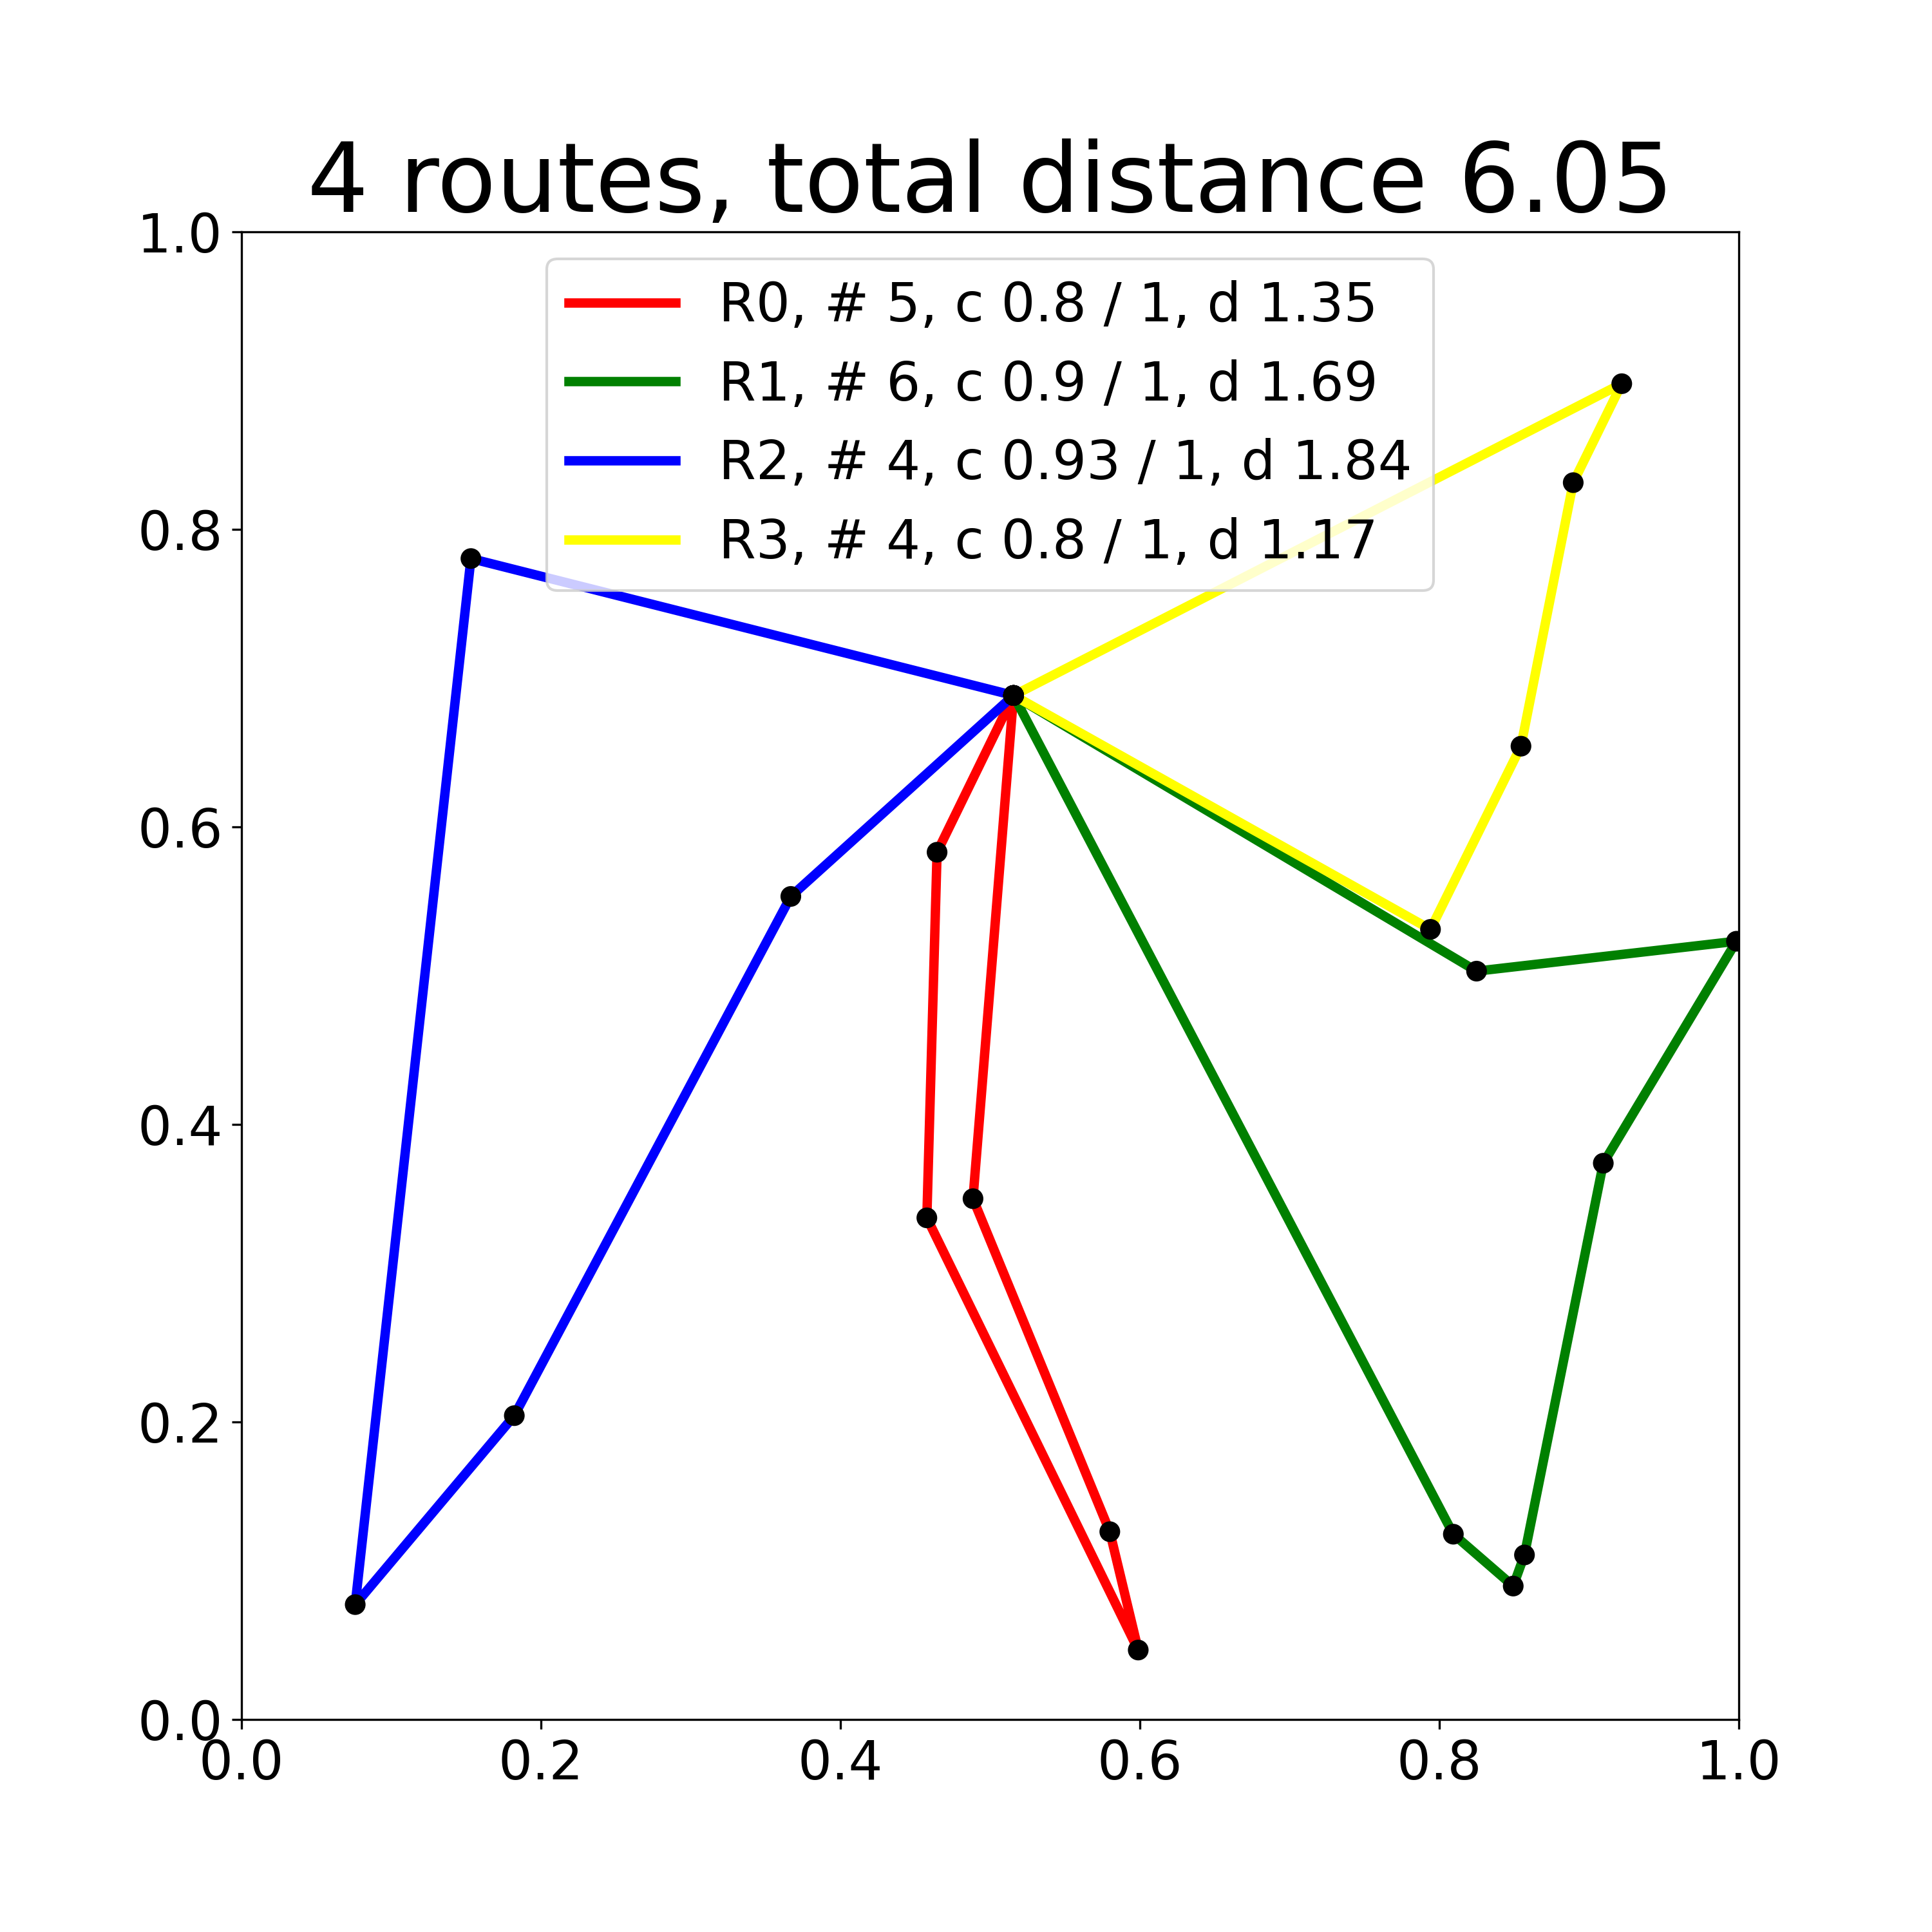 4 routes, total distance 6.05
R0, # 5, c 0.8 / 1, d 1.35
R1, # 6, c 0.9 / 1, d 1.69
R2, # 4, c 0.93 / 1, d 1.84
R3, # 4, c 0.8 / 1, d 1.17
1.0
0.8
0.6
0.4
0.2
0.0
0.0 0.2 0.4 0.6 0.8 1.0